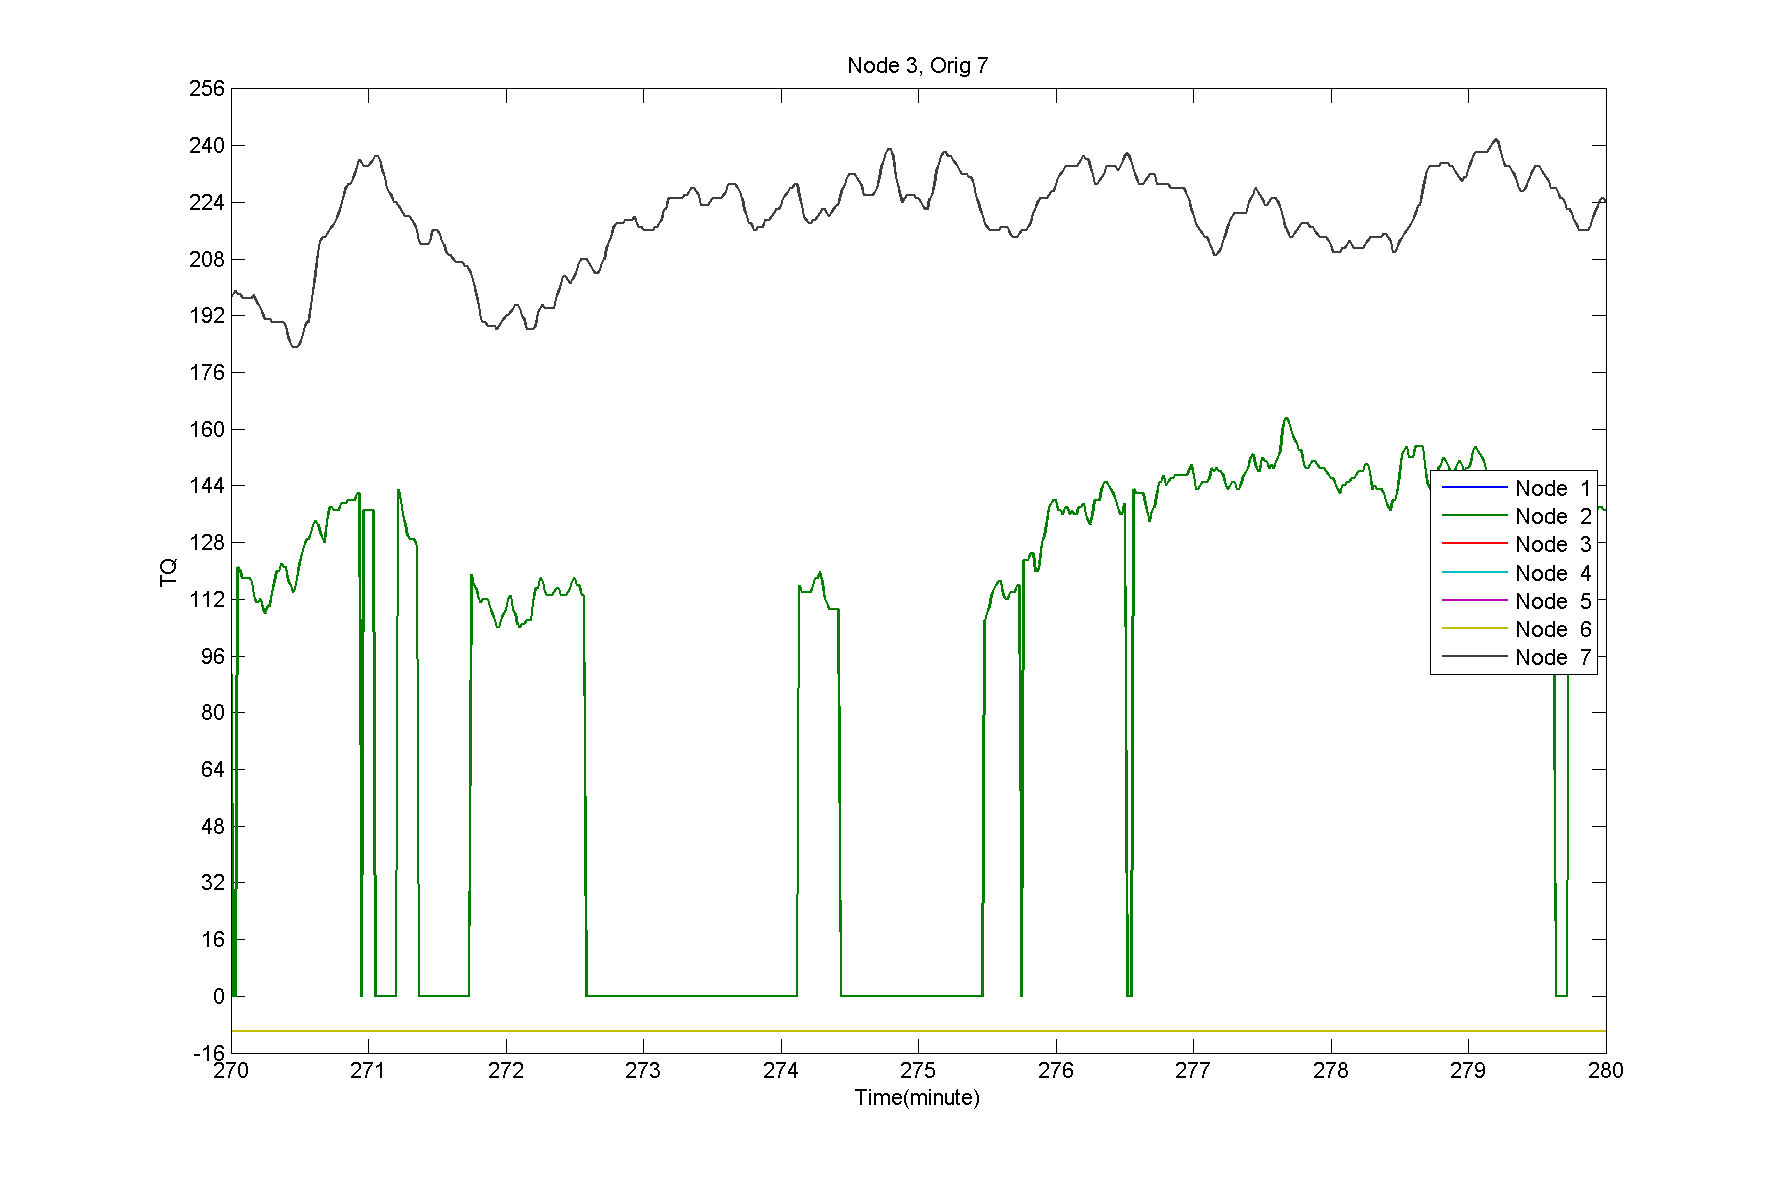 Node 3, Orig 7
256
240
224
208
192
176
160
144
128
112
96
80
64
48
32
16
0
-16
TQ
Node 1
Node 2
Node 3
Node 4
Node 5
Node 6
Node 7
270 271 272 273 274 275 276 277 278 279 280
Time(minute)